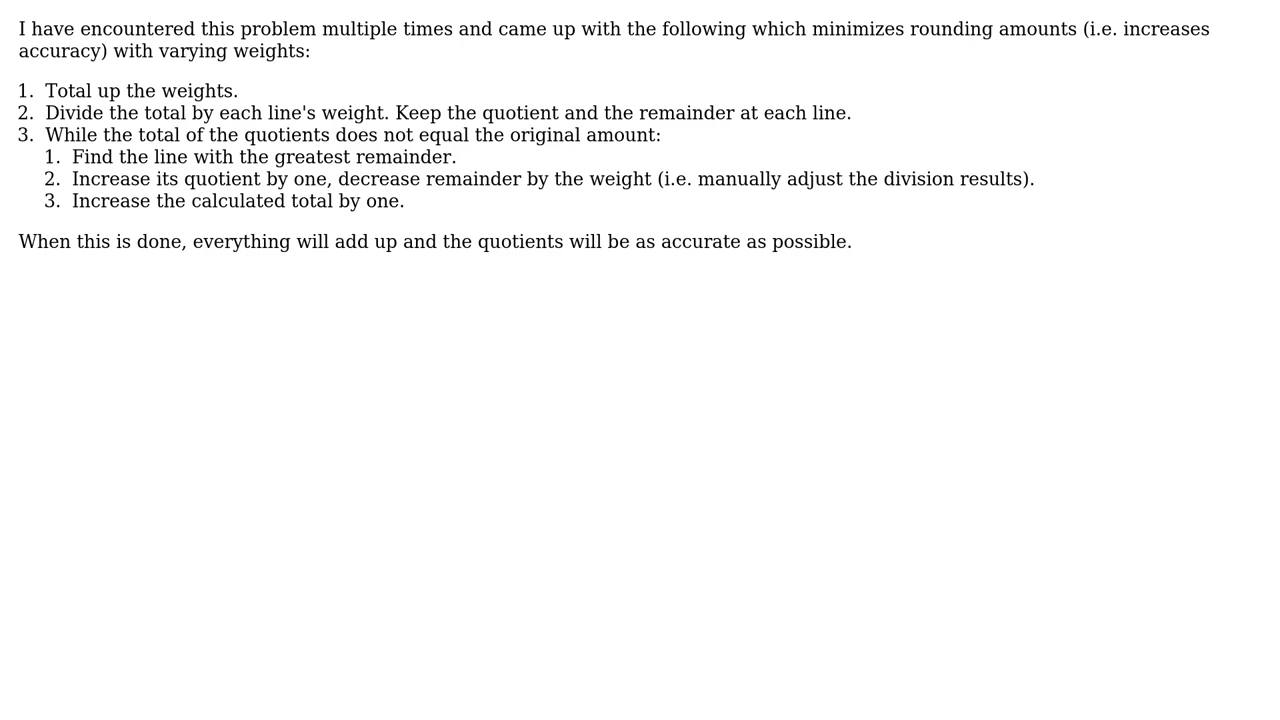 I have encountered this problem multiple times and came up with the following which minimizes rounding amounts (i.e. increases
accuracy) with varying weights:
1. Total up the weights.
2. Divide the total by each line's weight. Keep the quotient and the remainder at each line.
3. While the total of the quotients does not equal the original amount:
1. Find the line with the greatest remainder.
2. Increase its quotient by one, decrease remainder by the weight (i.e. manually adjust the division results).
3. Increase the calculated total by one.
When this is done, everything will add up and the quotients will be as accurate as possible.